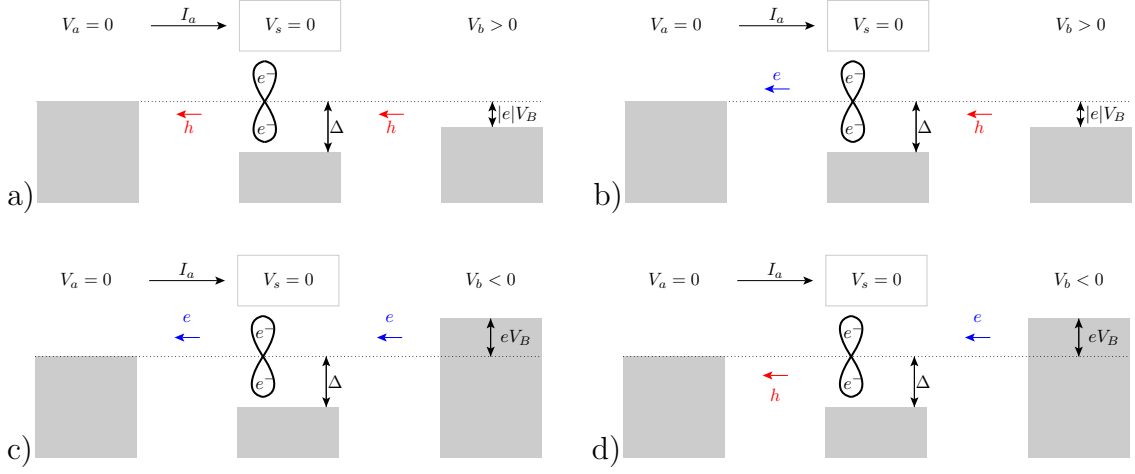 V_a = 0 I_a V_s = 0 V_b > 0
e⁻
h h
e⁻ Δ |e|V_B
a)
V_a = 0 I_a V_s = 0 V_b > 0
e e⁻
h
e⁻ Δ |e|V_B
b)
V_a = 0 I_a V_s = 0 V_b < 0
e e
e⁻ eV_B
e⁻ Δ
c)
V_a = 0 I_a V_s = 0 V_b < 0
e
e⁻ eV_B
h e⁻ Δ
d)